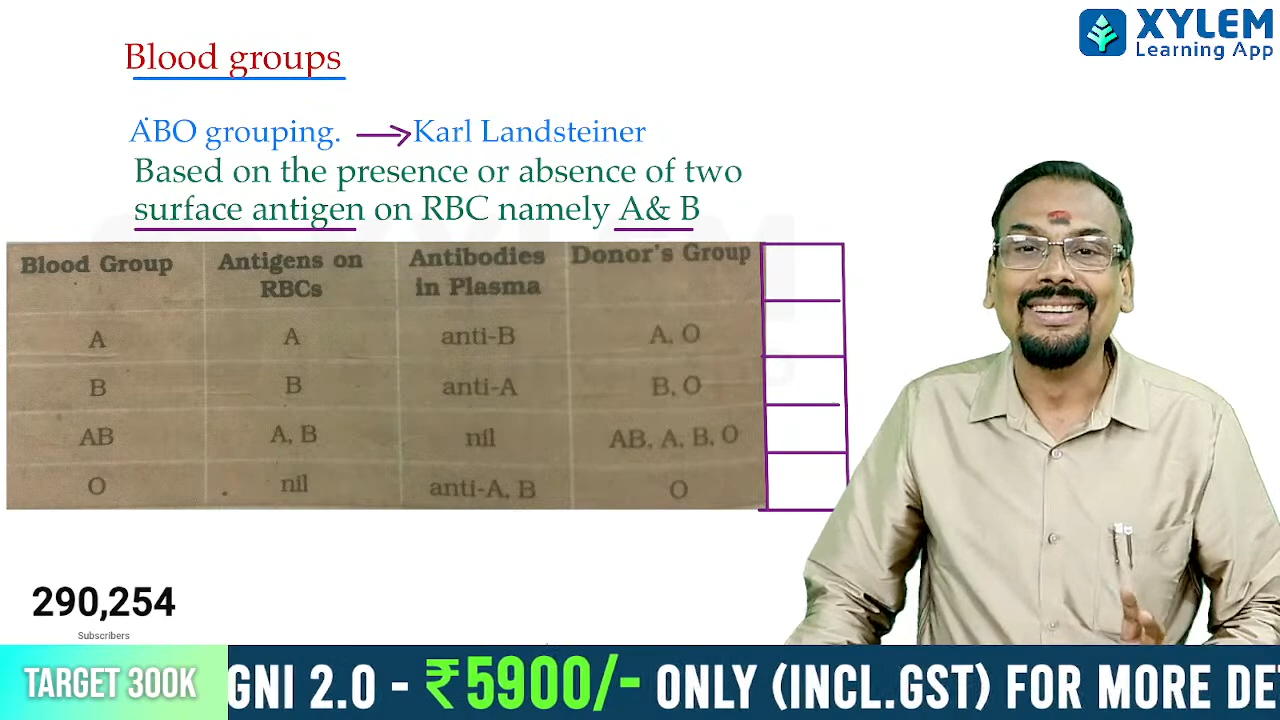 XYLEM
Learning App
Blood groups
ABO grouping. → Karl Landsteiner
Based on the presence or absence of two
surface antigen on RBC namely A& B
Blood Group Antigens on RBCs Antibodies in Plasma Donor's Group
A A anti-B A, O
B B anti-A B, O
AB A, B nil AB, A, B, O
O nil anti-A, B O
290,254
Subscribers
TARGET 300K GNI 2.0 - ₹5900/- ONLY (INCL.GST) FOR MORE DE